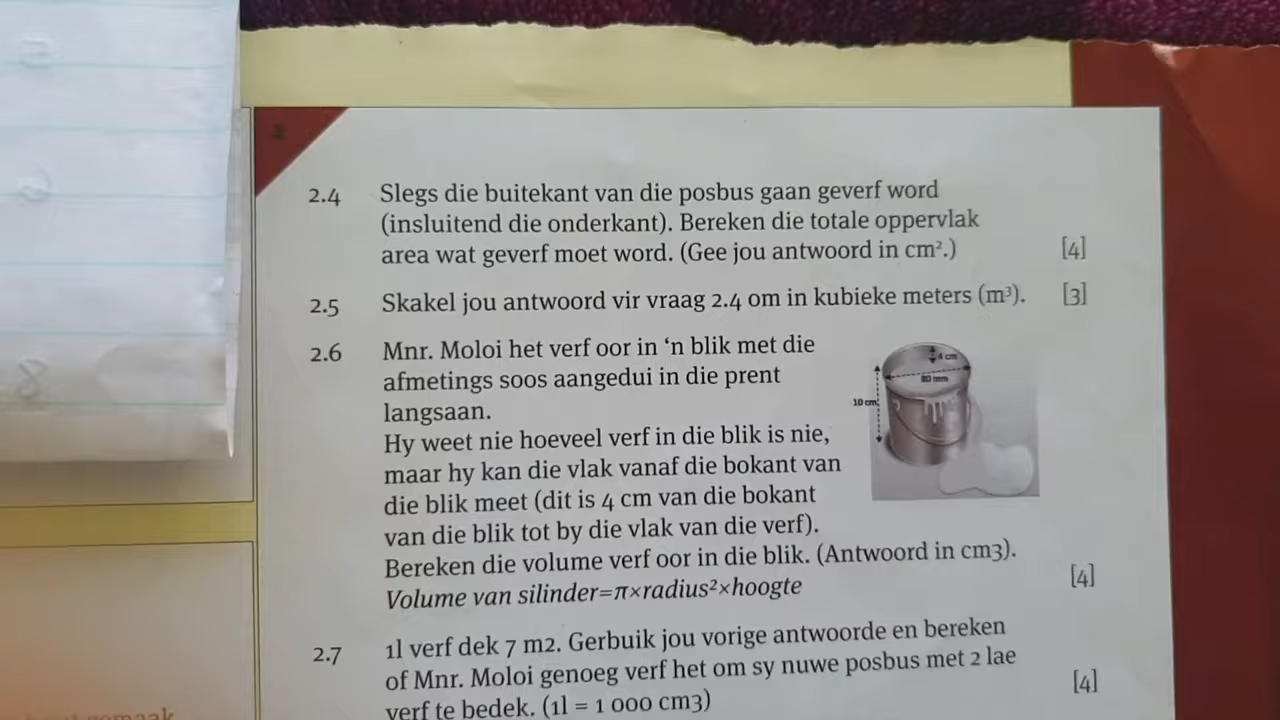 2
2.4 Slegs die buitekant van die posbus gaan geverf word
(insluitend die onderkant). Bereken die totale oppervlak
area wat geverf moet word. (Gee jou antwoord in cm².) [4]
2.5 Skakel jou antwoord vir vraag 2.4 om in kubieke meters (m³). [3]
2.6 Mnr. Moloi het verf oor in ‘n blik met die
afmetings soos aangedui in die prent
langsaan.
Hy weet nie hoeveel verf in die blik is nie,
maar hy kan die vlak vanaf die bokant van
die blik meet (dit is 4 cm van die bokant
van die blik tot by die vlak van die verf).
Bereken die volume verf oor in die blik. (Antwoord in cm3).
Volume van silinder=π×radius²×hoogte [4]
4 cm
80 mm
10 cm
2.7 1l verf dek 7 m2. Gerbuik jou vorige antwoorde en bereken
of Mnr. Moloi genoeg verf het om sy nuwe posbus met 2 lae
verf te bedek. (1l = 1 000 cm3) [4]